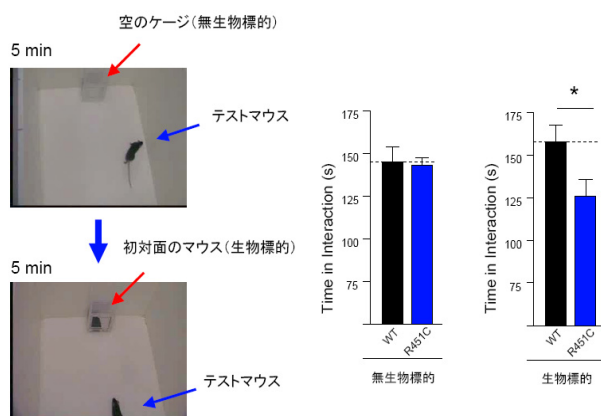 空のケージ(無生物標的)
5 min
テストマウス
初対面のマウス(生物標的)
5 min
テストマウス
Time in Interaction (s)
175
150
125
100
75
WT
R451C
無生物標的
*
Time in Interaction (s)
175
150
125
100
75
WT
R451C
生物標的